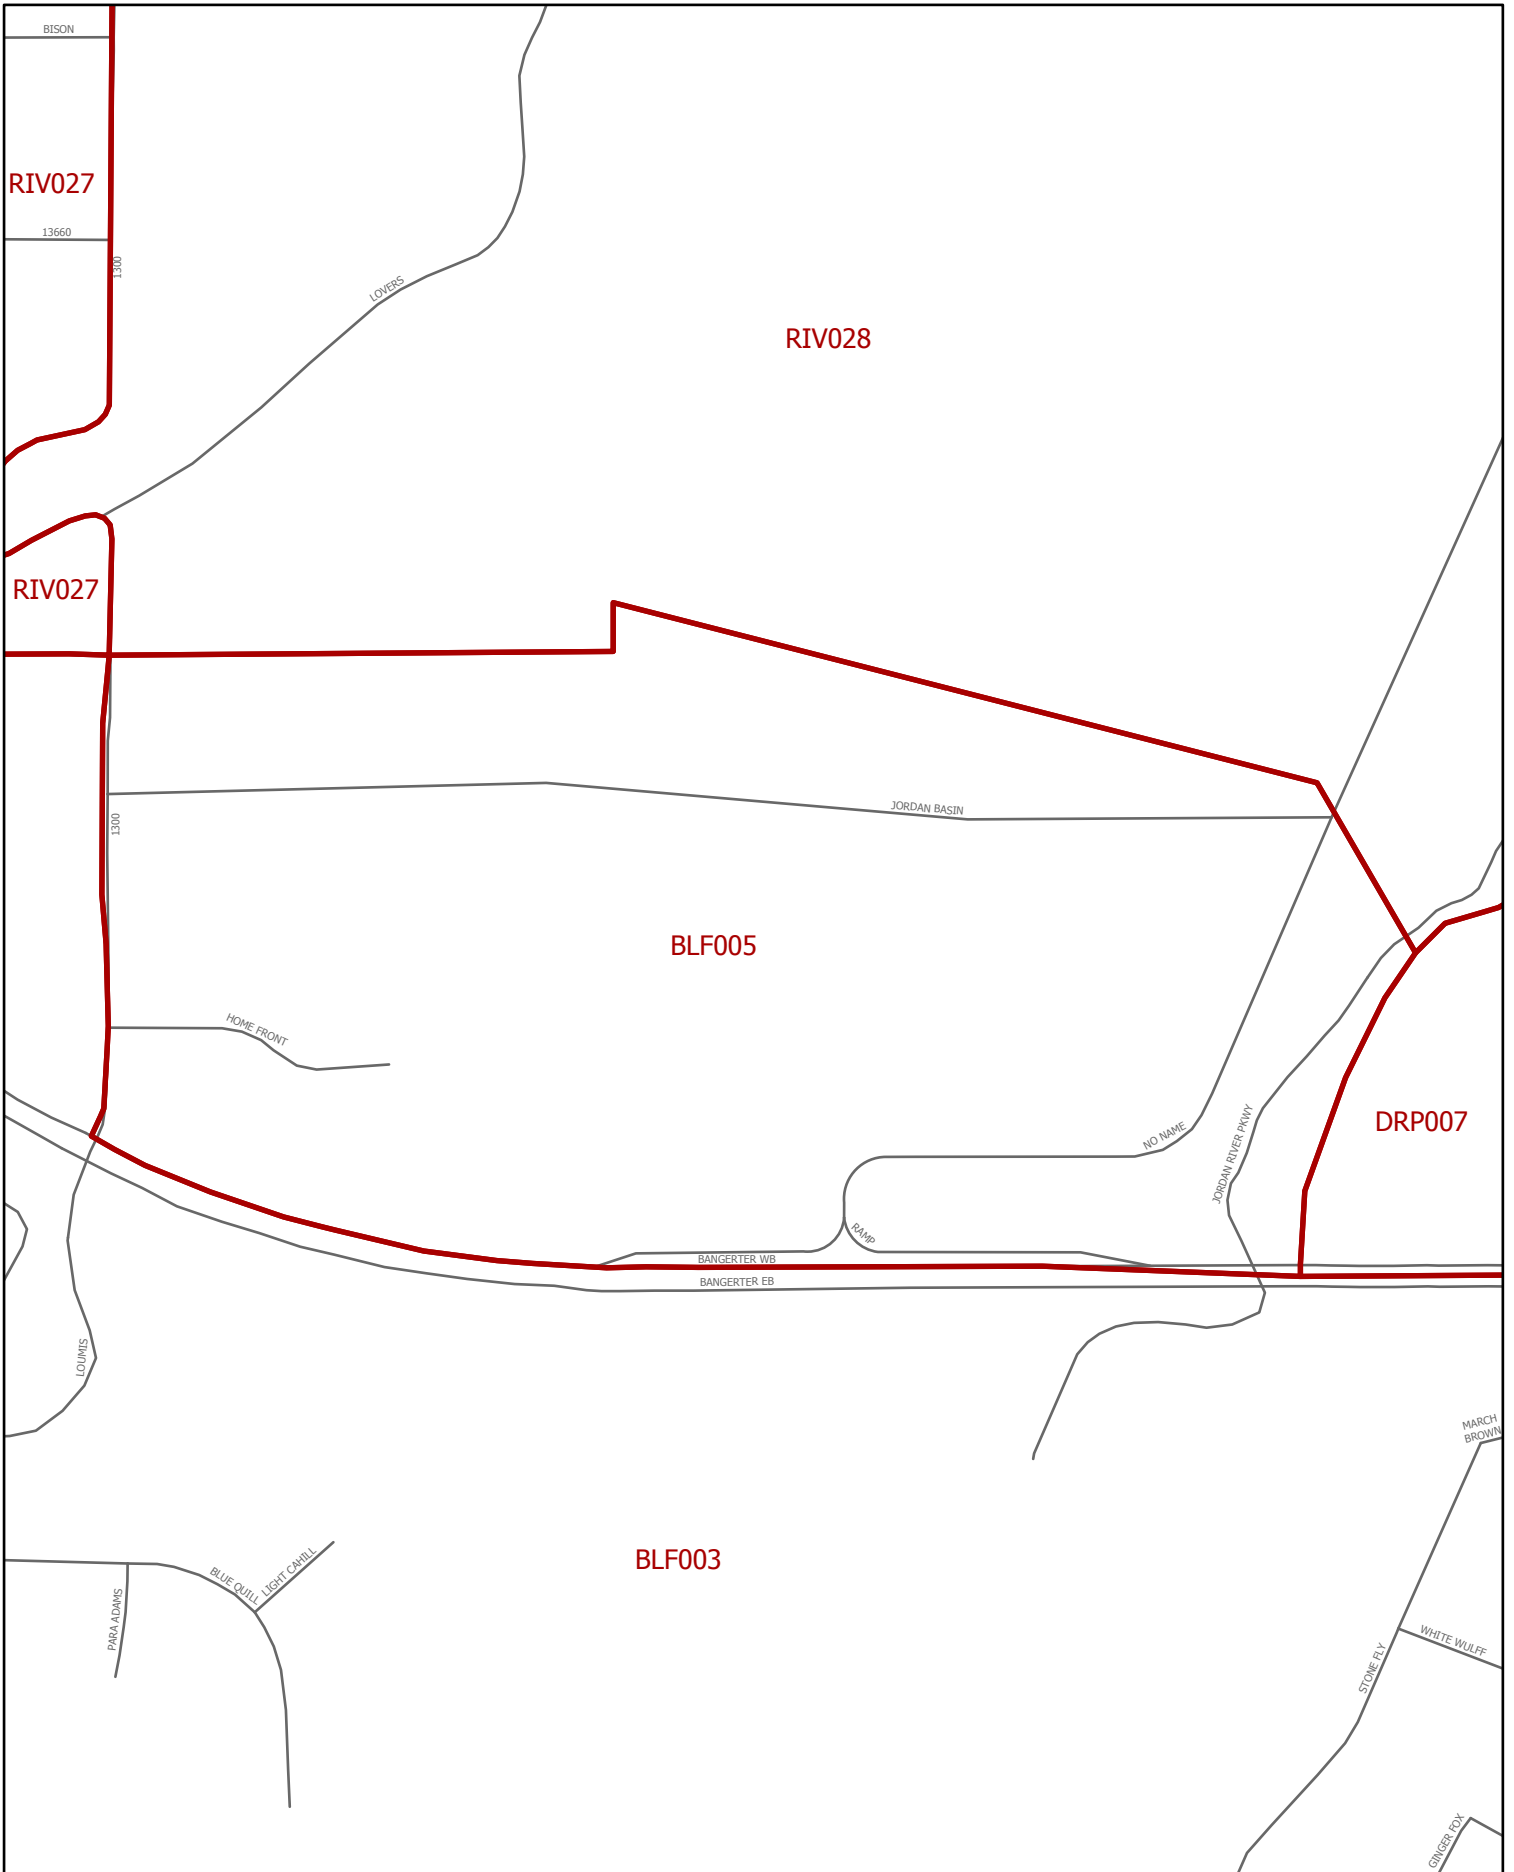 BISON
RIV027
13660
1300
LOVERS
RIV028
RIV027
JORDAN BASIN
1300
BLF005
HOME FRONT
JORDAN RIVER PKWY
DRP007
NO NAME
RAMP
BANGERTER WB
BANGERTER EB
LOUMIS
MARCH
BROWN
BLF003
BLUE QUILL
LIGHT CAHILL
PARA ADAMS
WHITE WULFF
STONE FLY
GINGER FOX